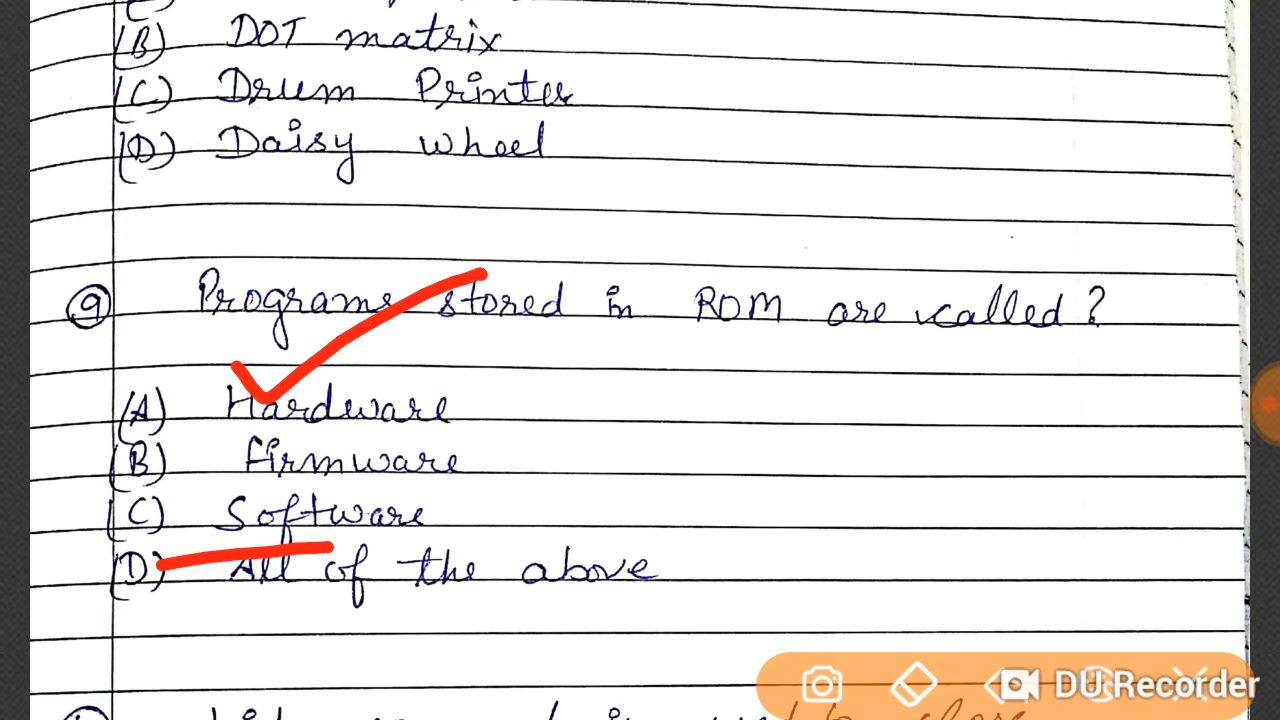 (B) DOT matrix
(C) Drum Printer
(D) Daisy wheel
9 Programs stored in ROM are called?
(A) Hardware
(B) firmware
(C) Software
(D) All of the above
DU Recorder